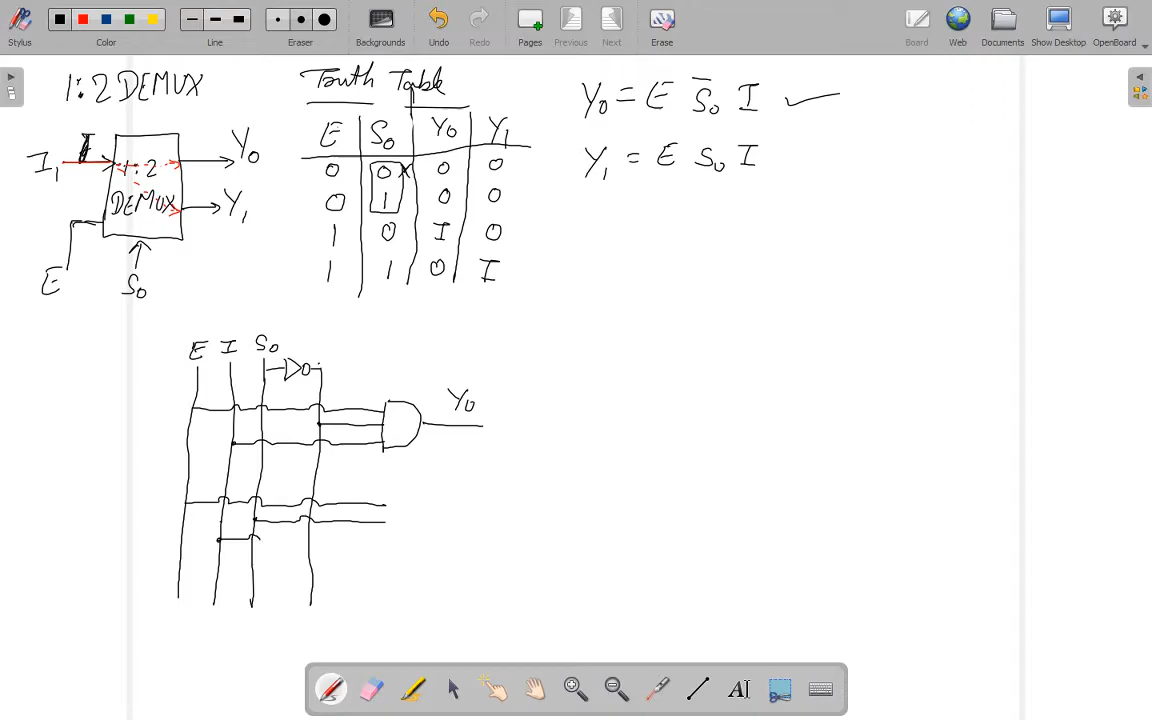 Stylus
Color
Line
Eraser
Backgrounds
Undo
Redo
Pages
Previous
Next
Erase
Board
Web
Documents
Show Desktop
OpenBoard
1:2 DEMUX
I₁
1:2
DEMUX
Y₀
Y₁
E
S₀
Truth Table
E S₀ Y₀ Y₁
0 0 x 0 0
0 1 0 0
1 0 I 0
1 1 0 I
Y₀ = E S̅₀ I ✓
Y₁ = E S₀ I
E I S₀
Y₀